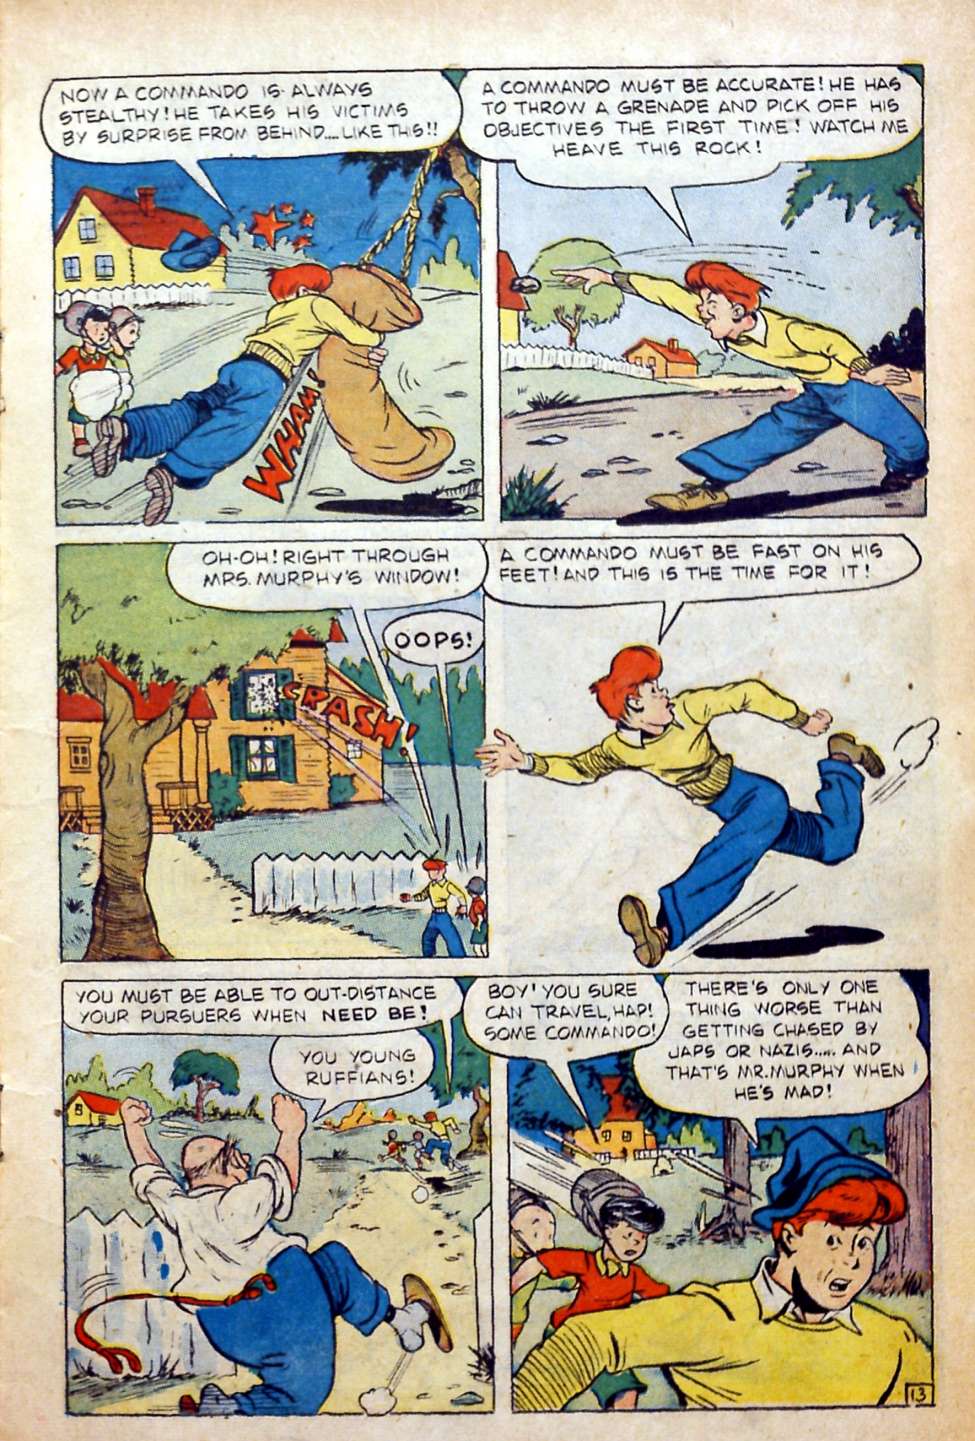 NOW A COMMANDO IS ALWAYS
STEALTHY! HE TAKES HIS VICTIMS
BY SURPRISE FROM BEHIND....LIKE THIS!!
WHAM!
A COMMANDO MUST BE ACCURATE! HE HAS
TO THROW A GRENADE AND PICK OFF HIS
OBJECTIVES THE FIRST TIME! WATCH ME
HEAVE THIS ROCK!
OH-OH! RIGHT THROUGH
MRS. MURPHY'S WINDOW!
OOPS!
CRASH!
A COMMANDO MUST BE FAST ON HIS
FEET! AND THIS IS THE TIME FOR IT!
YOU MUST BE ABLE TO OUT-DISTANCE
YOUR PURSUERS WHEN NEED BE!
YOU YOUNG
RUFFIANS!
BOY! YOU SURE
CAN TRAVEL, HAP!
SOME COMMANDO!
THERE'S ONLY ONE
THING WORSE THAN
GETTING CHASED BY
JAPS OR NAZIS..... AND
THAT'S MR. MURPHY WHEN
HE'S MAD!
13